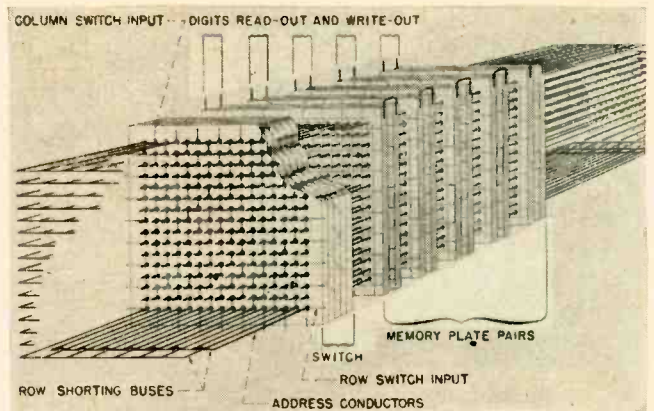 COLUMN SWITCH INPUT
DIGITS READ-OUT AND WRITE-OUT
MEMORY PLATE PAIRS
SWITCH
ROW SWITCH INPUT
ROW SHORTING BUSES
ADDRESS CONDUCTORS